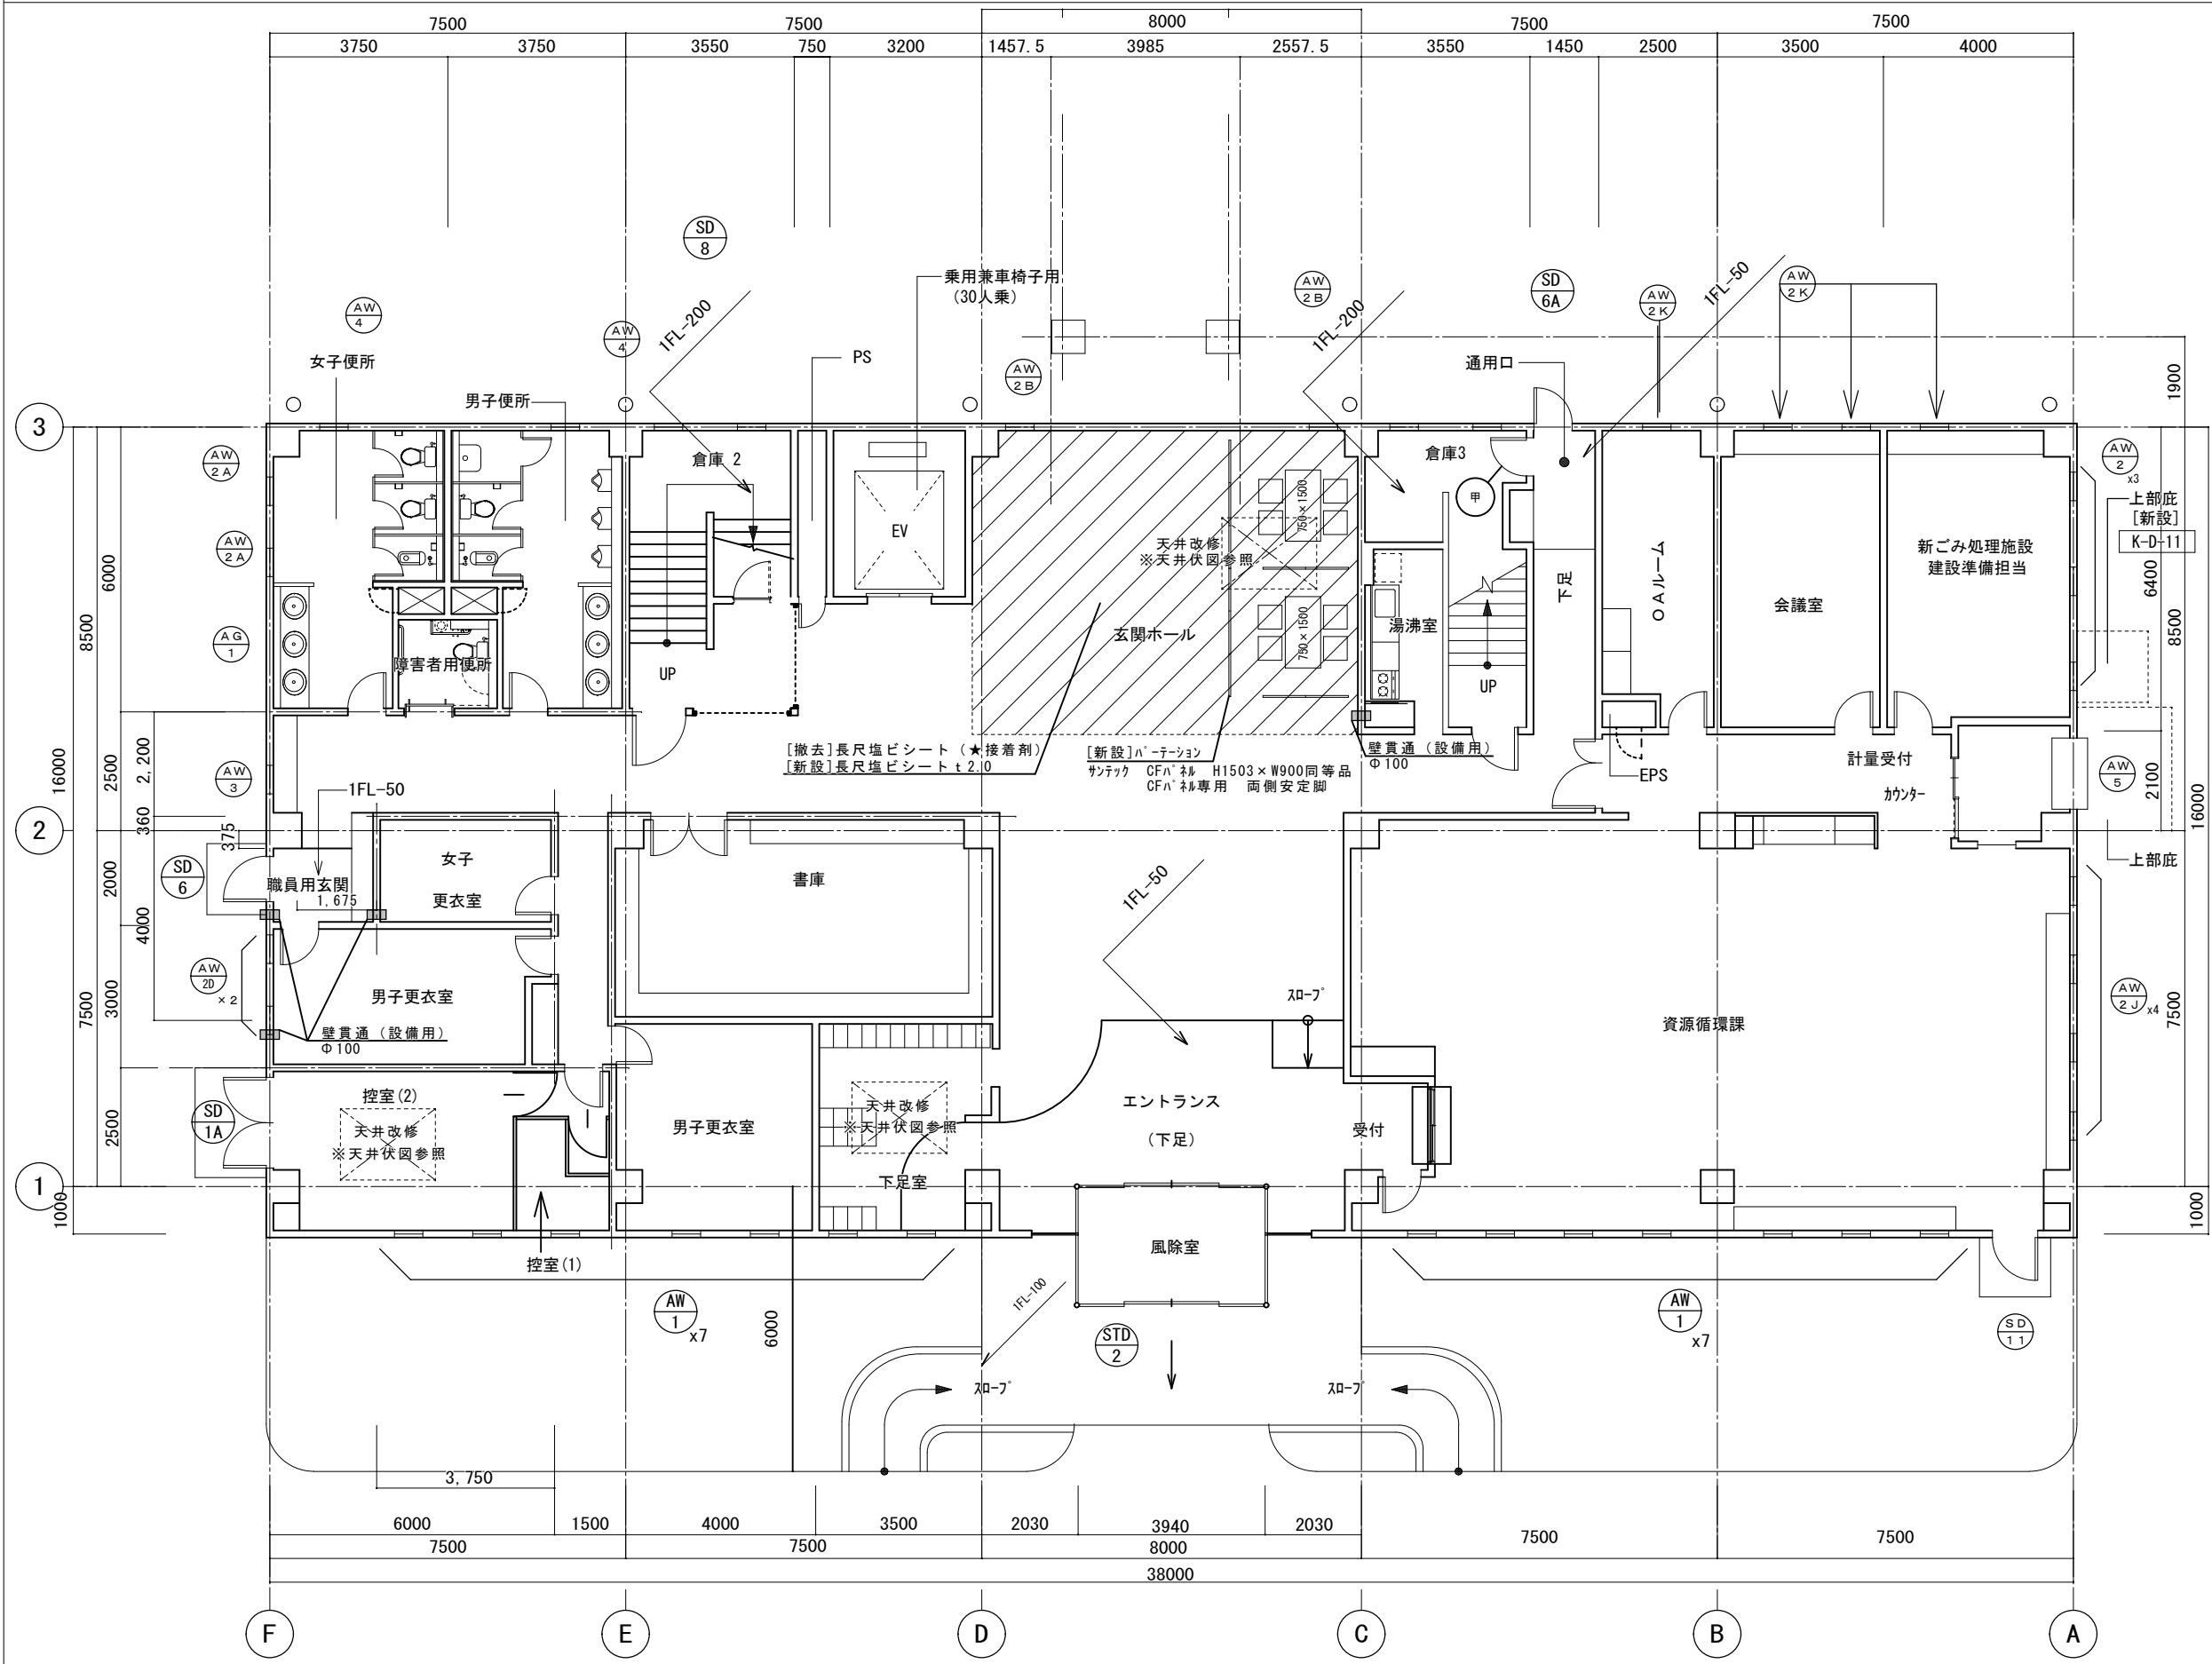 7500
7500
8000
7500
7500
3750
3750
3550
750
3200
1457.5
3985
2557.5
3550
1450
2500
3500
4000
SD
8
乗用兼車椅子用
(30人乗)
AW
2B
SD
6A
1FL-50
AW
2K
AW
2K
AW
4
AW
4
1FL-200
1FL-200
PS
女子便所
AW
2B
通用口
1900
男子便所
3
AW
2A
倉庫 2
倉庫3
AW
2
x3
甲
750×1500
上部庇
[新設]
K-D-11
EV
AW
2A
天井改修
※天井伏図参照
下足
OAルーム
新ごみ処理施設
建設準備担当
6000
6400
会議室
750×1500
8500
8500
AG
1
玄関ホール
湯沸室
障害者用便所
UP
UP
[撤去]長尺塩ビシート（★接着剤）
[新設]長尺塩ビシート t2.0
[新設]パーテーション
サンテック CFパネル H1503×W900同等品
CFパネル専用 両側安定脚
壁貫通（設備用）
Φ100
計量受付
EPS
カウンター
AW
5
2100
16000
2500
2,200
AW
3
1FL-50
16000
360
2
375
女子
更衣室
書庫
上部庇
SD
6
2000
職員用玄関
1,675
1FL-50
4000
AW
2D
×2
男子更衣室
スロープ
AW
2J
x4
7500
3000
7500
資源循環課
壁貫通（設備用）
Φ100
控室(2)
天井改修
※天井伏図参照
SD
1A
2500
男子更衣室
天井改修
※天井伏図参照
下足室
エントランス
(下足)
受付
1
1000
1000
控室(1)
風除室
1FL-100
AW
1
x7
6000
STD
2
AW
1
x7
SD
11
スロープ
スロープ
3,750
6000
1500
4000
3500
2030
3940
2030
7500
7500
7500
7500
8000
38000
F
E
D
C
B
A